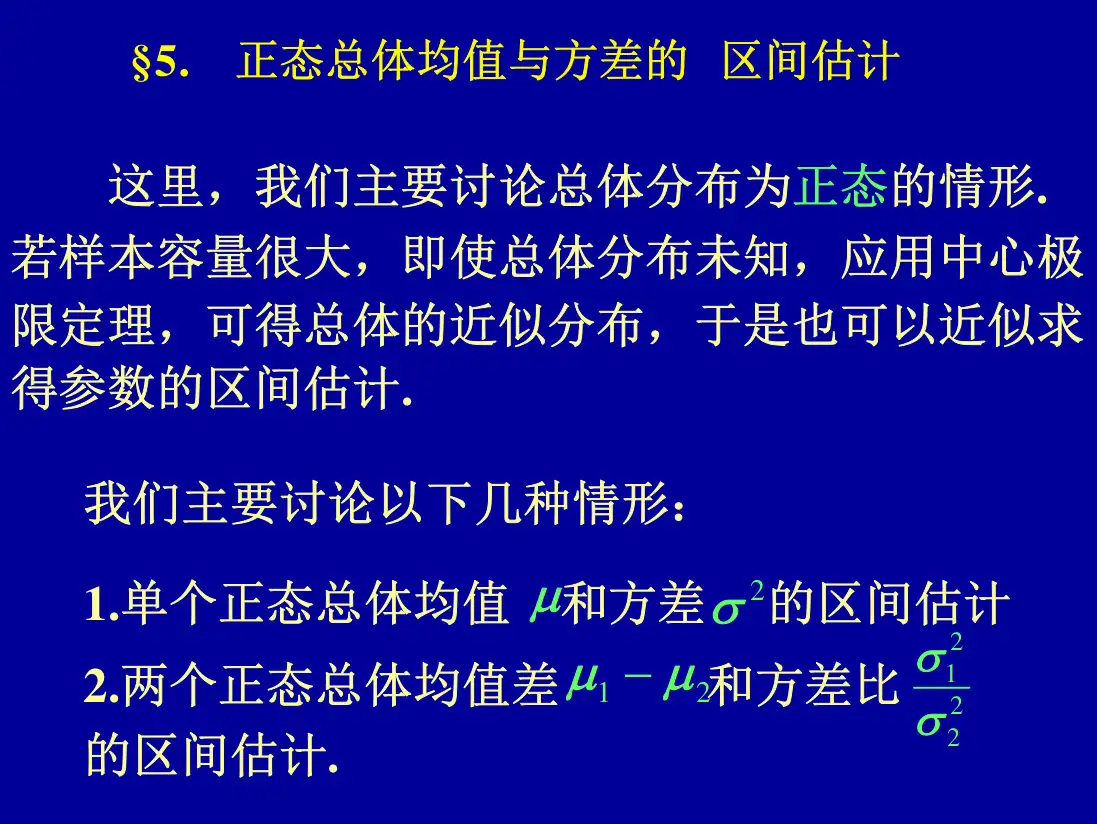 §5. 正态总体均值与方差的 区间估计
这里，我们主要讨论总体分布为正态的情形.
若样本容量很大，即使总体分布未知，应用中心极
限定理，可得总体的近似分布，于是也可以近似求
得参数的区间估计.
我们主要讨论以下几种情形：
1.单个正态总体均值 μ和方差σ²的区间估计
2.两个正态总体均值差μ₁－μ₂和方差比 σ₁²/σ₂²
的区间估计.